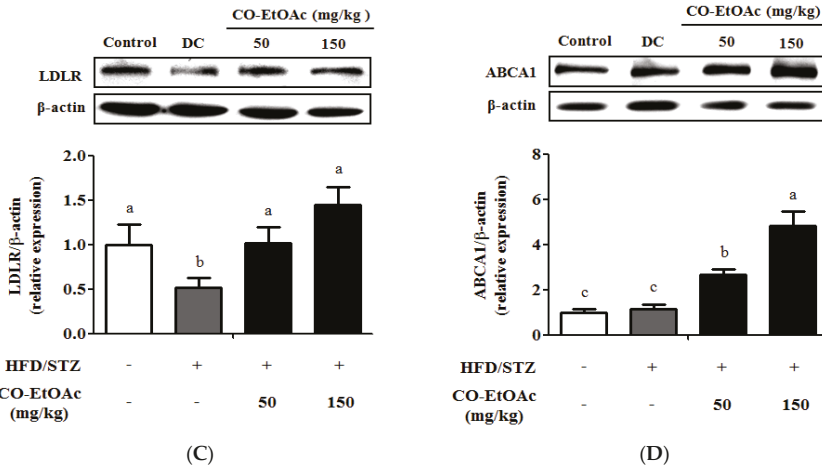 CO-EtOAc (mg/kg )
Control DC 50 150
LDLR
β-actin
2.0
1.5
1.0
0.5
0.0
LDLR/β-actin
(relative expression)
a
b
a
a
HFD/STZ - + + +
CO-EtOAc
(mg/kg) - - 50 150
(C)
CO-EtOAc (mg/kg)
Control DC 50 150
ABCA1
β-actin
8
6
4
2
0
ABCA1/β-actin
(relative expression)
c
c
b
a
HFD/STZ - + + +
CO-EtOAc
(mg/kg) - - 50 150
(D)